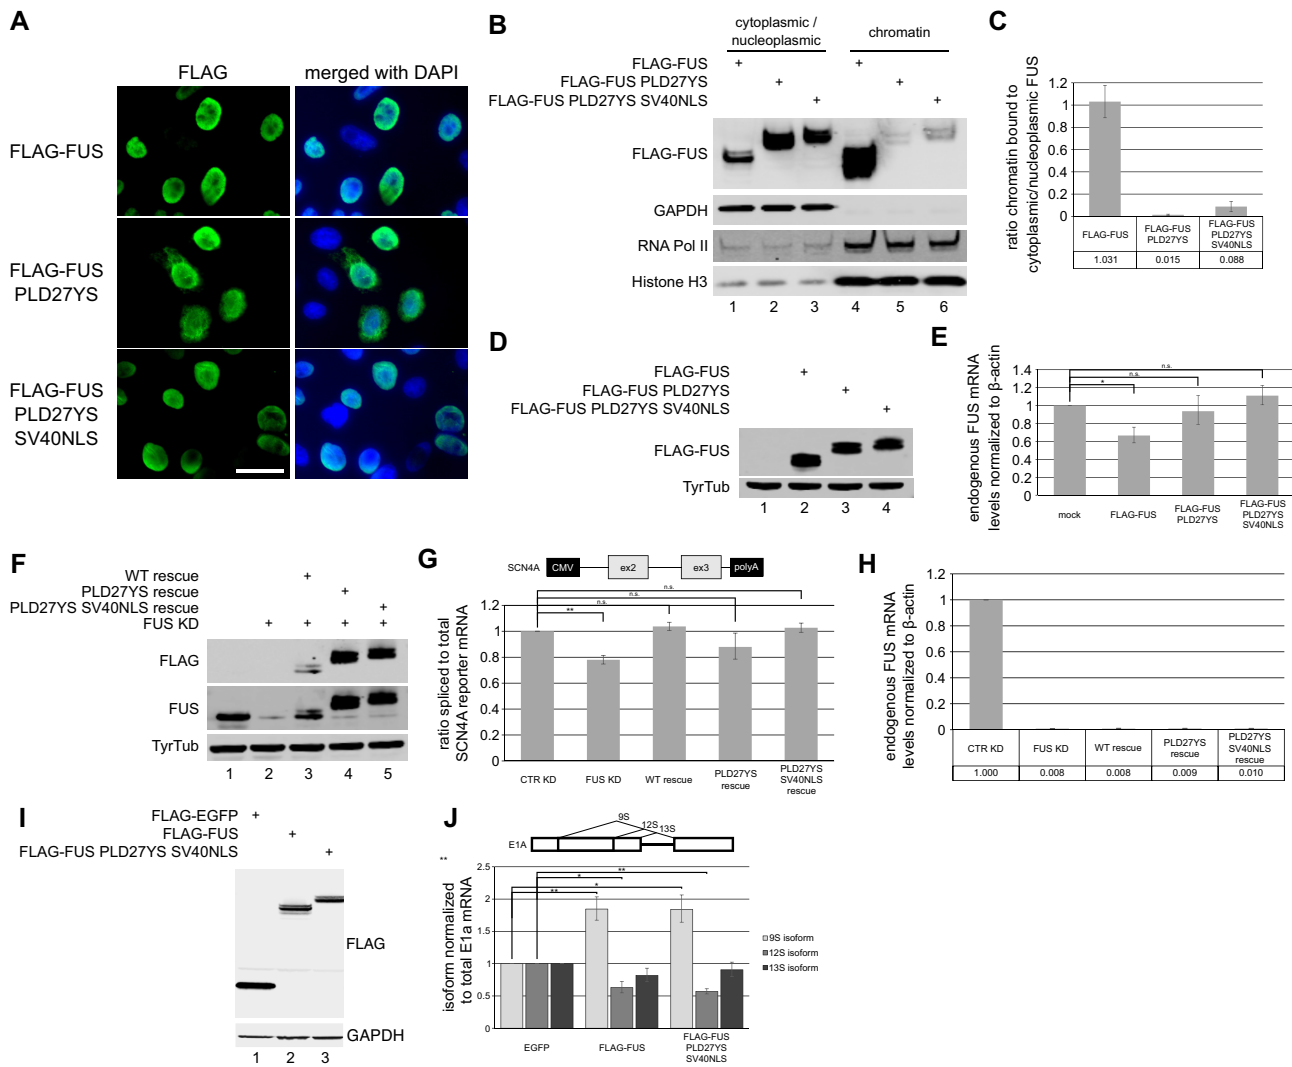 A
FLAG
merged with DAPI
FLAG-FUS
FLAG-FUS
PLD27YS
FLAG-FUS
PLD27YS
SV40NLS
B
cytoplasmic /
nucleoplasmic
chromatin
FLAG-FUS + +
FLAG-FUS PLD27YS + +
FLAG-FUS PLD27YS SV40NLS + +
FLAG-FUS
GAPDH
RNA Pol II
Histone H3
1 2 3 4 5 6
C
ratio chromatin bound to
cytoplasmic/nucleoplasmic FUS
1.2
1
0.8
0.6
0.4
0.2
0
FLAG-FUS
FLAG-FUS
PLD27YS
FLAG-FUS
PLD27YS
SV40NLS
1.031 0.015 0.088
D
FLAG-FUS +
FLAG-FUS PLD27YS +
FLAG-FUS PLD27YS SV40NLS +
FLAG-FUS
TyrTub
1 2 3 4
E
endogenous FUS mRNA
levels normalized to β-actin
1.4
1.2
1
0.8
0.6
0.4
0.2
0
n.s.
n.s.
*
mock
FLAG-FUS
FLAG-FUS
PLD27YS
FLAG-FUS
PLD27YS
SV40NLS
F
WT rescue +
PLD27YS rescue +
PLD27YS SV40NLS rescue +
FUS KD + + + +
FLAG
*
FUS
TyrTub
1 2 3 4 5
G
SCN4A CMV ex2 ex3 polyA
ratio spliced to total
SCN4A reporter mRNA
1.2
1
0.8
0.6
0.4
0.2
0
n.s.
n.s.
n.s.
**
CTR KD
FUS KD
WT rescue
PLD27YS
rescue
PLD27YS
SV40NLS
rescue
H
endogenous FUS mRNA
levels normalized to β-actin
1.2
1
0.8
0.6
0.4
0.2
0
CTR KD
FUS KD
WT rescue
PLD27YS
rescue
PLD27YS
SV40NLS
rescue
1.000 0.008 0.008 0.009 0.010
I
FLAG-EGFP +
FLAG-FUS +
FLAG-FUS PLD27YS SV40NLS +
FLAG
GAPDH
1 2 3
J
9S
12S
13S
E1A
**
isoform normalized
to total E1a mRNA
2.5
2
1.5
1
0.5
0
**
*
*
**
9S isoform
12S isoform
13S isoform
EGFP
FLAG-FUS
FLAG-FUS
PLD27YS
SV40NLS